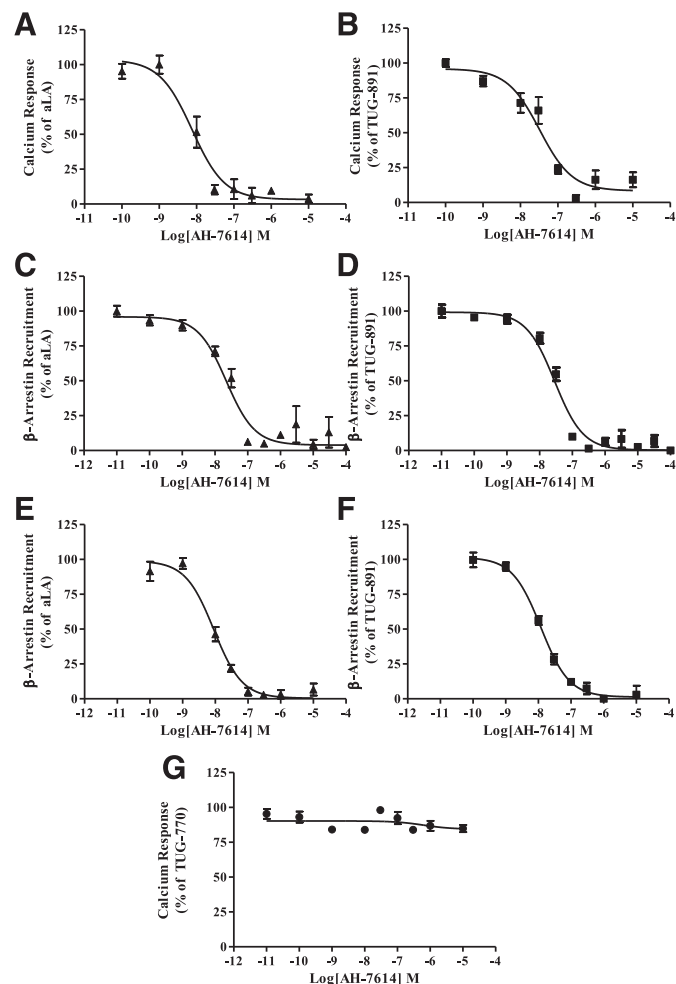 A
Calcium Response
(% of aLA)
125
100
75
50
25
0
-11 -10 -9 -8 -7 -6 -5 -4
Log[AH-7614] M
B
Calcium Response
(% of TUG-891)
125
100
75
50
25
0
-11 -10 -9 -8 -7 -6 -5 -4
Log[AH-7614] M
C
β-Arrestin Recruitment
(% of aLA)
125
100
75
50
25
0
-12 -11 -10 -9 -8 -7 -6 -5 -4
Log[AH-7614] M
D
β-Arrestin Recruitment
(% of TUG-891)
125
100
75
50
25
0
-12 -11 -10 -9 -8 -7 -6 -5 -4
Log[AH-7614] M
E
β-Arrestin Recruitment
(% of aLA)
125
100
75
50
25
0
-12 -11 -10 -9 -8 -7 -6 -5 -4
Log[AH-7614] M
F
β-Arrestin Recruitment
(% of TUG-891)
125
100
75
50
25
0
-12 -11 -10 -9 -8 -7 -6 -5 -4
Log[AH-7614] M
G
Calcium Response
(% of TUG-770)
125
100
75
50
25
0
-12 -11 -10 -9 -8 -7 -6 -5 -4
Log[AH-7614] M